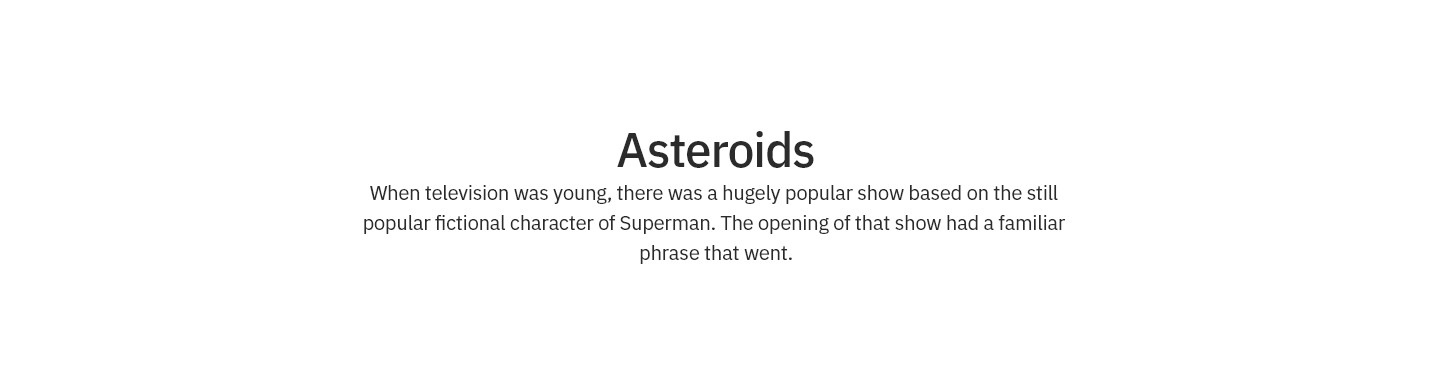 Asteroids
When television was young, there was a hugely popular show based on the still
popular fictional character of Superman. The opening of that show had a familiar
phrase that went.